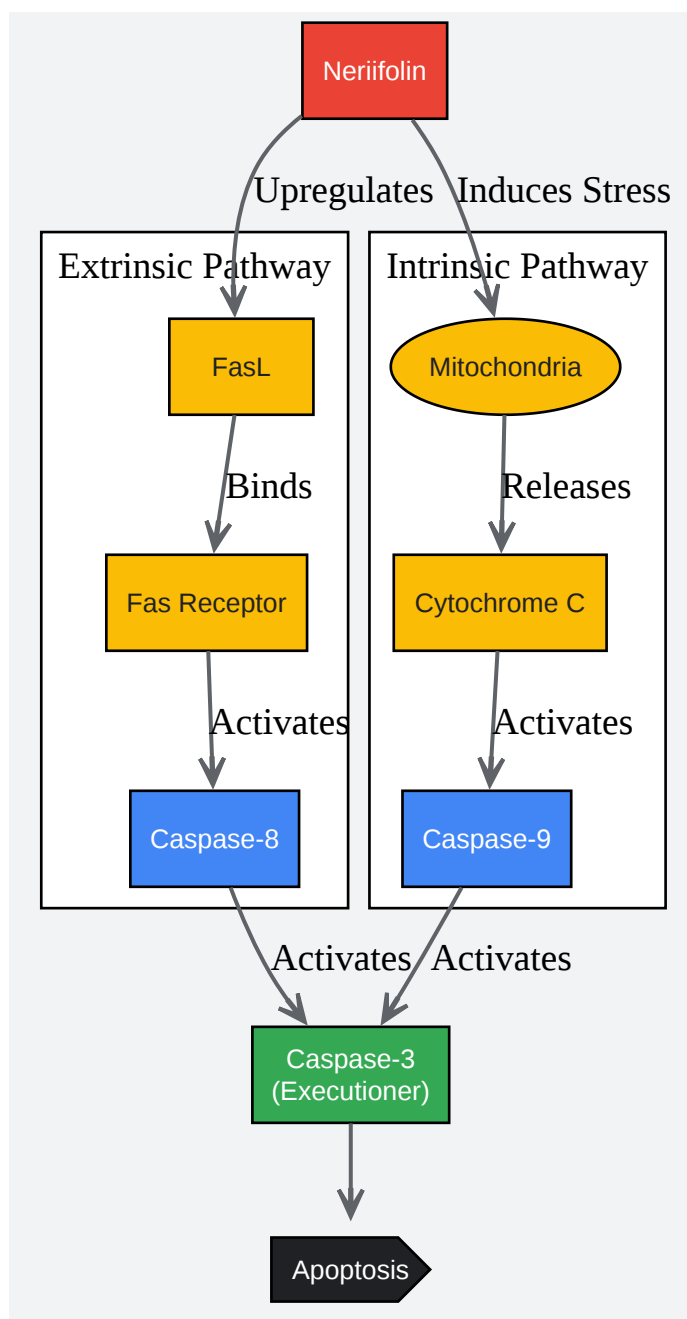 Neriifolin
Upregulates
Induces Stress
Extrinsic Pathway
Intrinsic Pathway
FasL
Mitochondria
Binds
Releases
Fas Receptor
Cytochrome C
Activates
Activates
Caspase-8
Caspase-9
Activates
Activates
Caspase-3
(Executioner)
Apoptosis